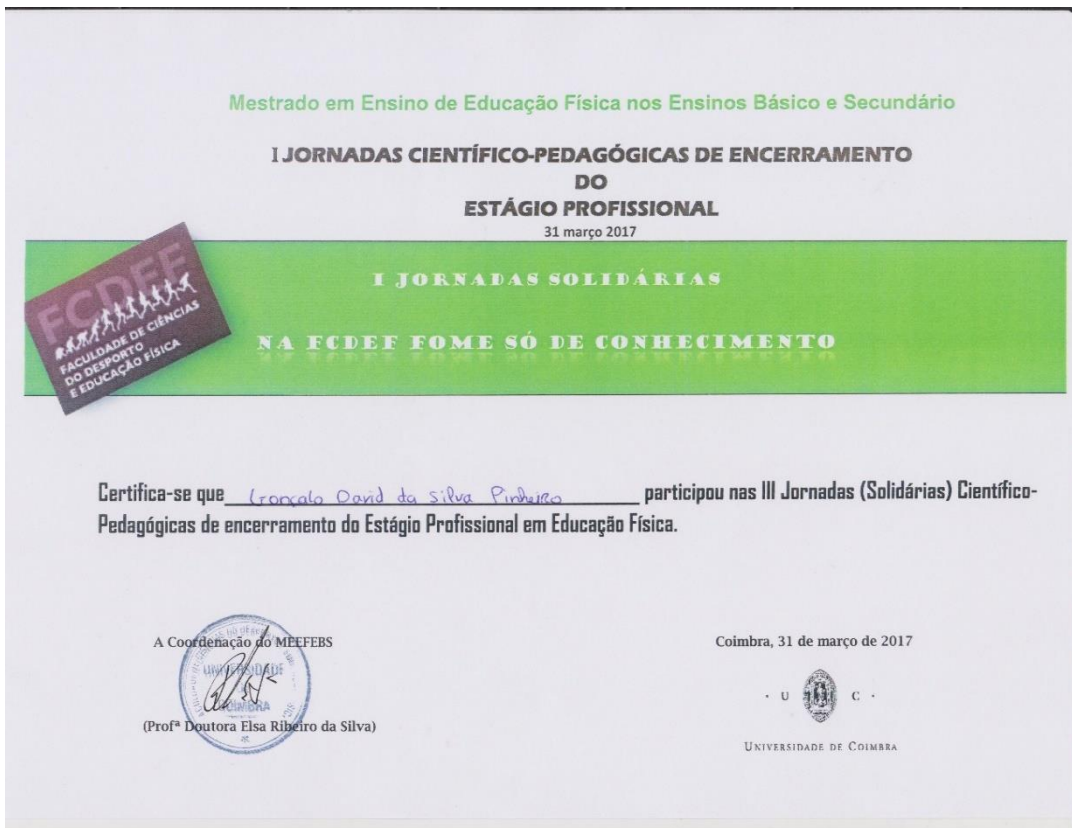 Mestrado em Ensino de Educação Física nos Ensinos Básico e Secundário
I JORNADAS CIENTÍFICO-PEDAGÓGICAS DE ENCERRAMENTO
DO
ESTÁGIO PROFISSIONAL
31 março 2017
I JORNADAS SOLIDÁRIAS
NA FCDEF FOME SÓ DE CONHECIMENTO
FCDEF
FACULDADE DE CIÊNCIAS
DO DESPORTO
E EDUCAÇÃO FÍSICA
Certifica-se que Gonçalo David da Silva Pinheiro participou nas III Jornadas (Solidárias) Científico-
Pedagógicas de encerramento do Estágio Profissional em Educação Física.
A Coordenação do MEEFEBS
UNIVERSIDADE
COIMBRA
(Profª Doutora Elsa Ribeiro da Silva)
Coimbra, 31 de março de 2017
· U C ·
UNIVERSIDADE DE COIMBRA